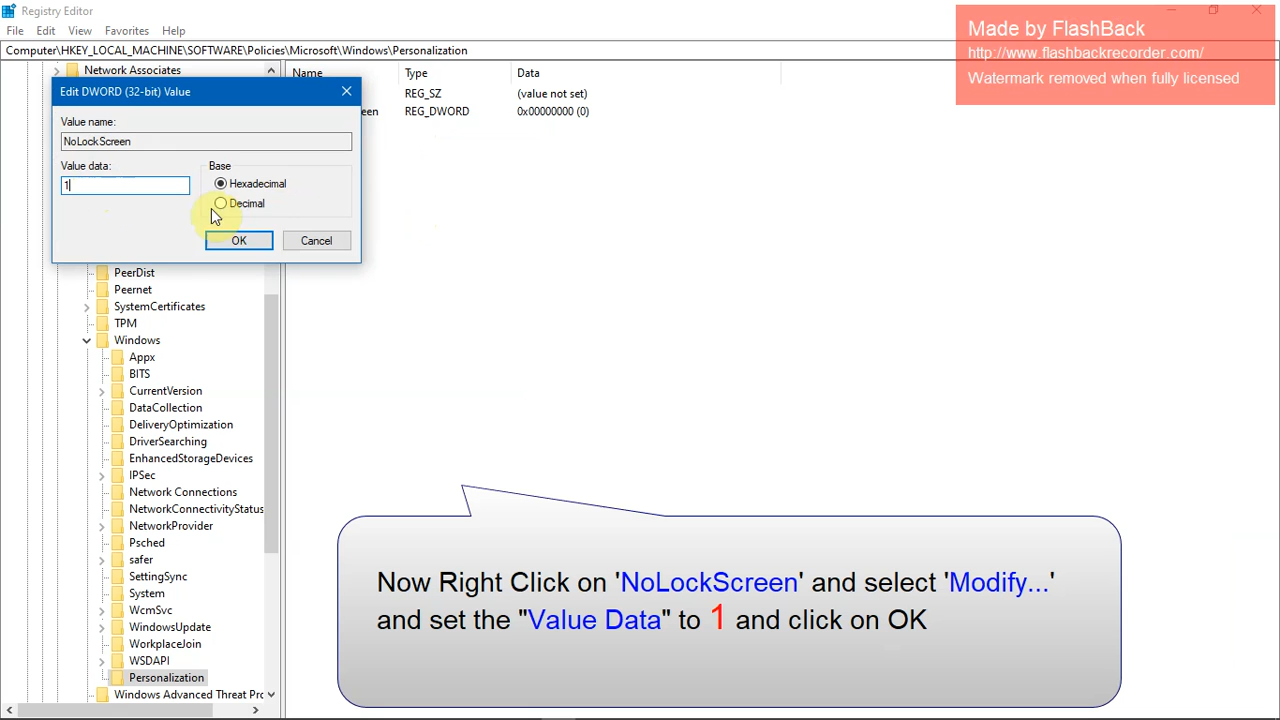 Registry Editor
File Edit View Favorites Help
Computer\HKEY_LOCAL_MACHINE\SOFTWARE\Policies\Microsoft\Windows\Personalization
Made by FlashBack
http://www.flashbackrecorder.com/
Watermark removed when fully licensed
Network Associates
Name Type Data
REG_SZ (value not set)
een REG_DWORD 0x00000000 (0)
Edit DWORD (32-bit) Value
Value name:
NoLockScreen
Value data:
1
Base
Hexadecimal
Decimal
OK Cancel
PeerDist
Peernet
SystemCertificates
TPM
Windows
Appx
BITS
CurrentVersion
DataCollection
DeliveryOptimization
DriverSearching
EnhancedStorageDevices
IPSec
Network Connections
NetworkConnectivityStatus
NetworkProvider
Psched
safer
SettingSync
System
WcmSvc
WindowsUpdate
WorkplaceJoin
WSDAPI
Personalization
Windows Advanced Threat Prc
Now Right Click on 'NoLockScreen' and select 'Modify...'
and set the "Value Data" to 1 and click on OK